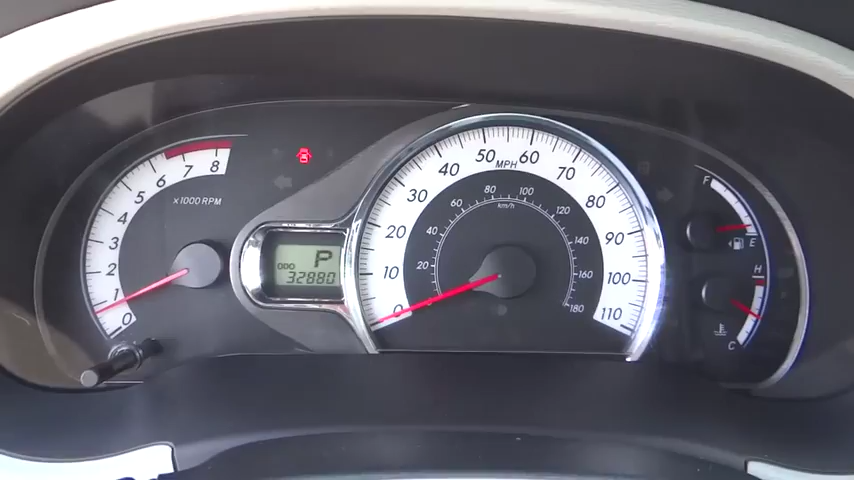 0 1 2 3 4 5 6 7 8
×1000 RPM
P
ODO
32880
0 10 20 30 40 50 60 70 80 90 100 110
MPH
20 40 60 80 100 120 140 160 180
km/h
F
E
H
C